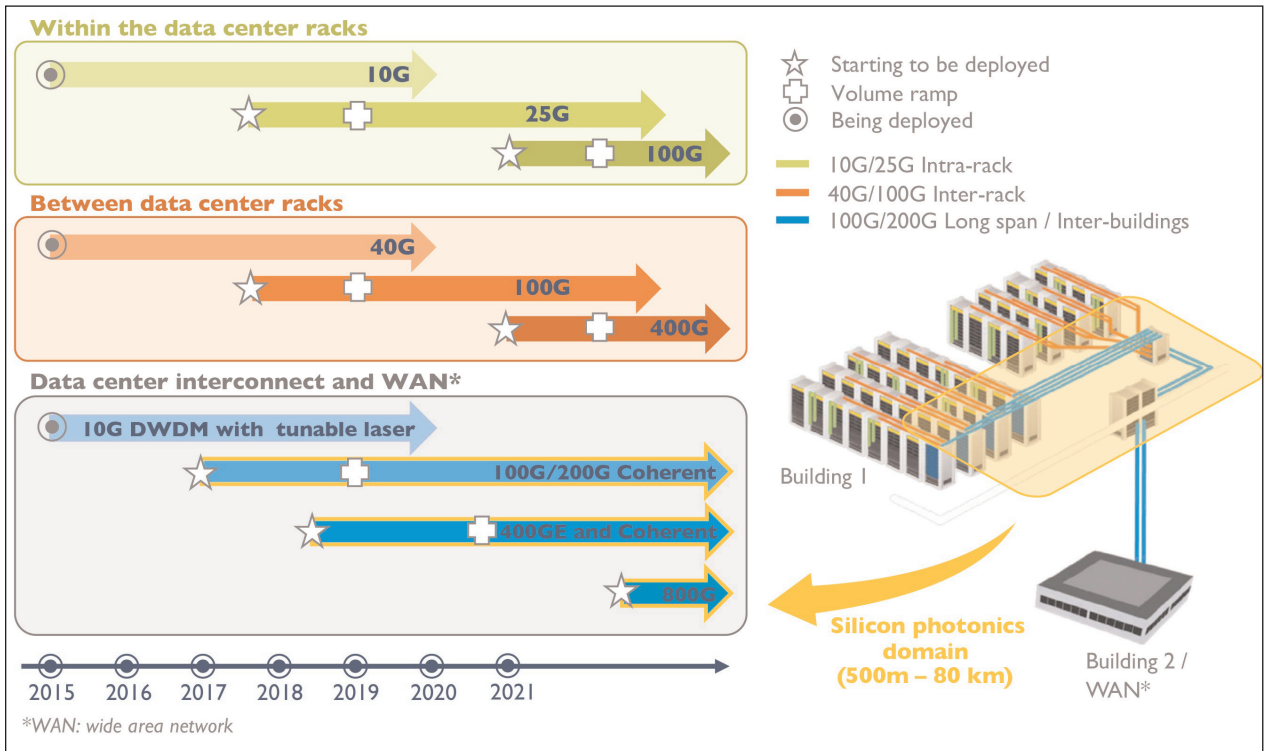 Within the data center racks
10G
25G
100G
Between data center racks
40G
100G
400G
Data center interconnect and WAN*
10G DWDM with tunable laser
100G/200G Coherent
400GE and Coherent
800G
2015 2016 2017 2018 2019 2020 2021
*WAN: wide area network
Starting to be deployed
Volume ramp
Being deployed
10G/25G Intra-rack
40G/100G Inter-rack
100G/200G Long span / Inter-buildings
Building 1
Silicon photonics
domain
(500m – 80 km)
Building 2 /
WAN*